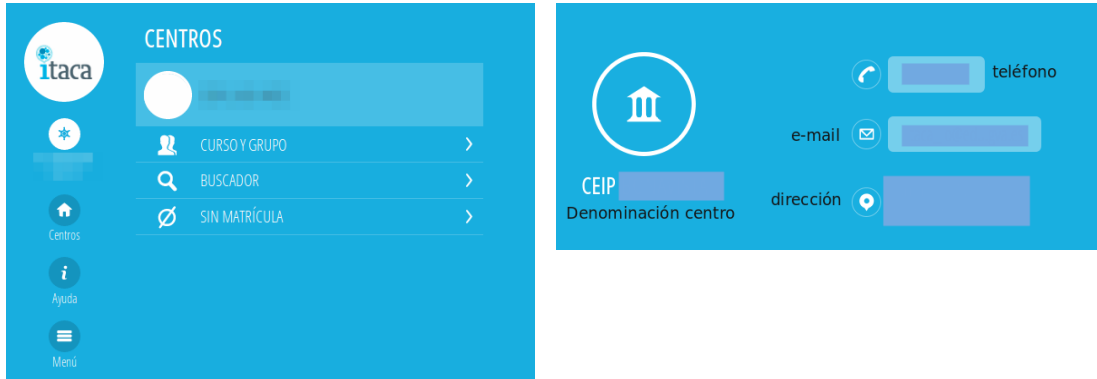 itaca
CENTROS
CURSO Y GRUPO
BUSCADOR
SIN MATRÍCULA
Centros
i
Ayuda
Menú
teléfono
e-mail
CEIP
Denominación centro
dirección